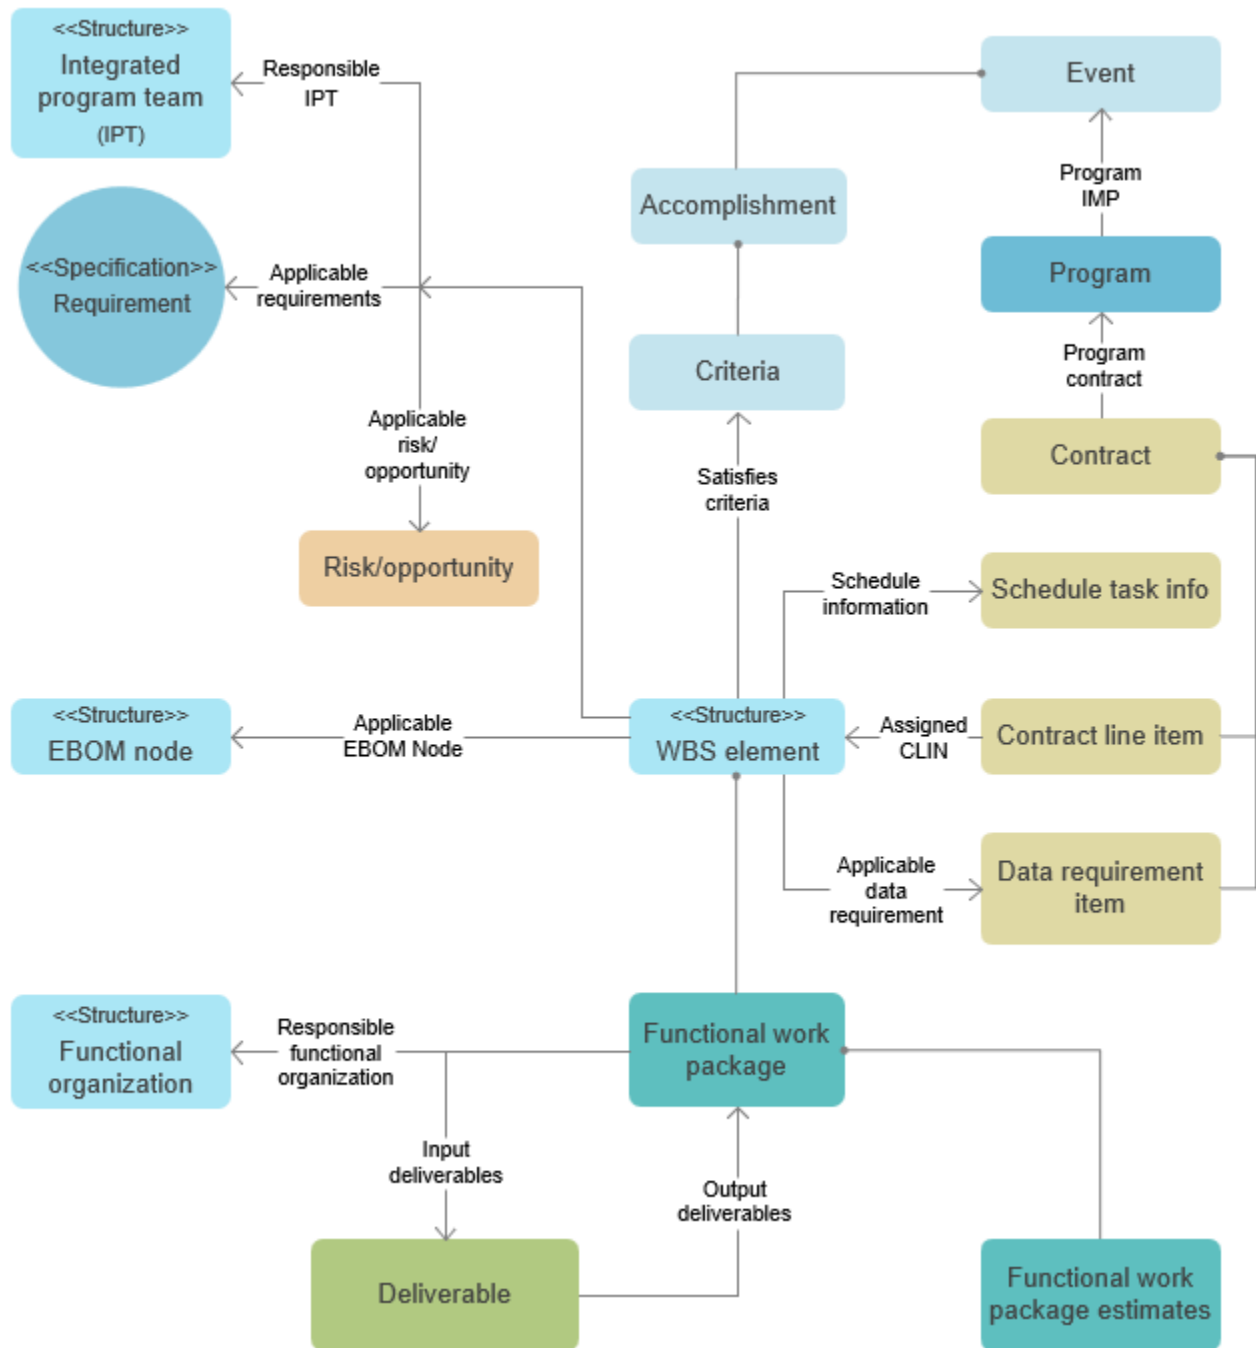 <<Structure>>
Integrated
program team
(IPT)
Responsible
IPT
Event
Program
IMP
Accomplishment
<<Specification>>
Requirement
Applicable
requirements
Program
Criteria
Program
contract
Applicable
risk/
opportunity
Contract
Satisfies
criteria
Risk/opportunity
Schedule
information
Schedule task info
<<Structure>>
EBOM node
Applicable
EBOM Node
<<Structure>>
WBS element
Assigned
CLIN
Contract line item
Applicable
data
requirement
Data requirement
item
<<Structure>>
Functional
organization
Responsible
functional
organization
Functional work
package
Input
deliverables
Output
deliverables
Deliverable
Functional work
package estimates